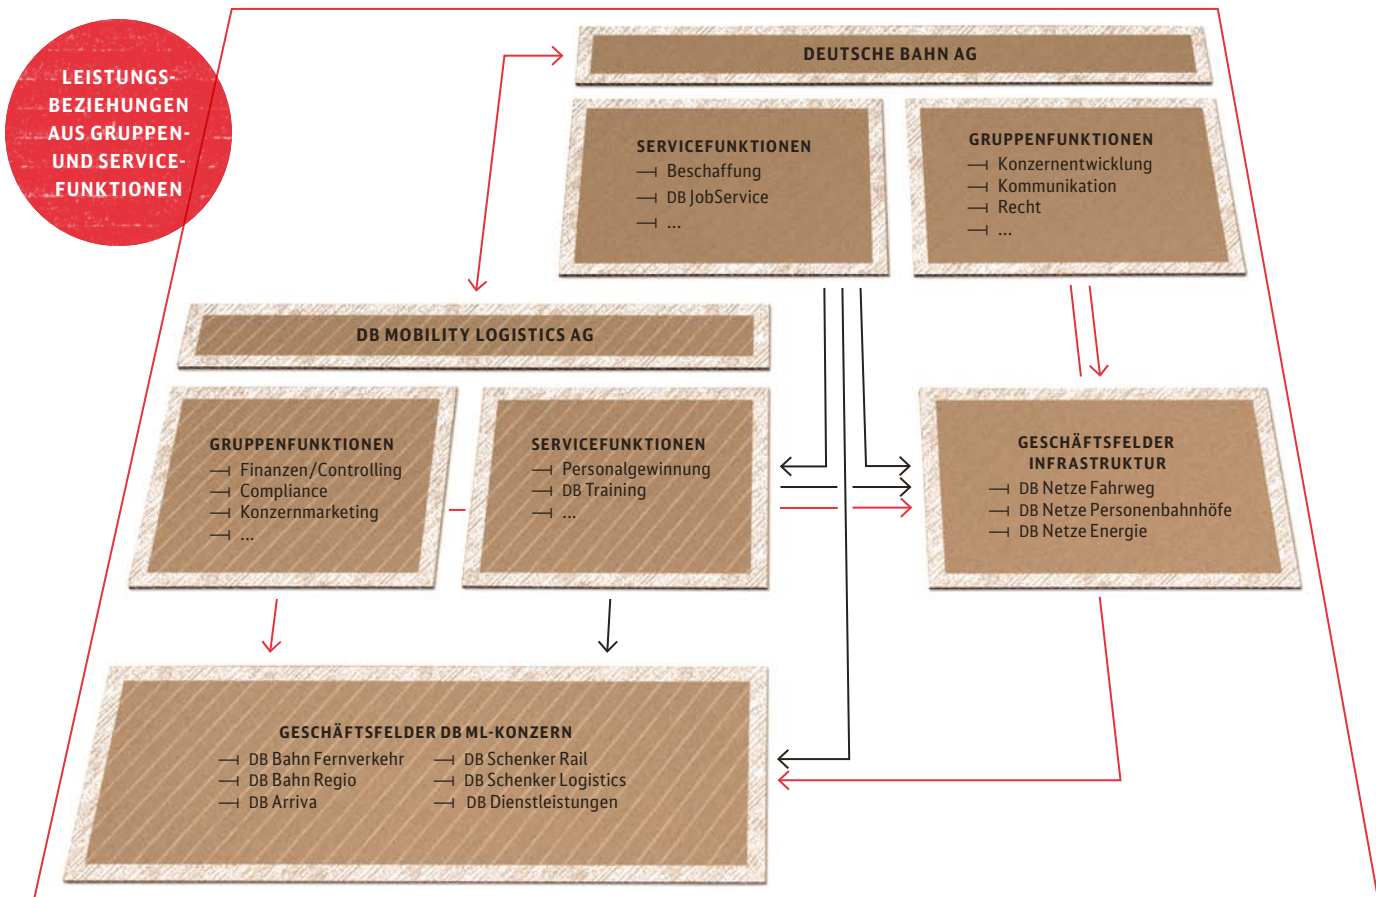 LEISTUNGS-
BEZIEHUNGEN
AUS GRUPPEN-
UND SERVICE-
FUNKTIONEN
DEUTSCHE BAHN AG
SERVICEFUNKTIONEN
Beschaffung
DB JobService
...
GRUPPENFUNKTIONEN
Konzernentwicklung
Kommunikation
Recht
...
DB MOBILITY LOGISTICS AG
GRUPPENFUNKTIONEN
Finanzen/Controlling
Compliance
Konzernmarketing
...
SERVICEFUNKTIONEN
Personalgewinnung
DB Training
...
GESCHÄFTSFELDER
INFRASTRUKTUR
DB Netze Fahrweg
DB Netze Personenbahnhöfe
DB Netze Energie
GESCHÄFTSFELDER DB ML-KONZERN
DB Bahn Fernverkehr
DB Bahn Regio
DB Arriva
DB Schenker Rail
DB Schenker Logistics
DB Dienstleistungen